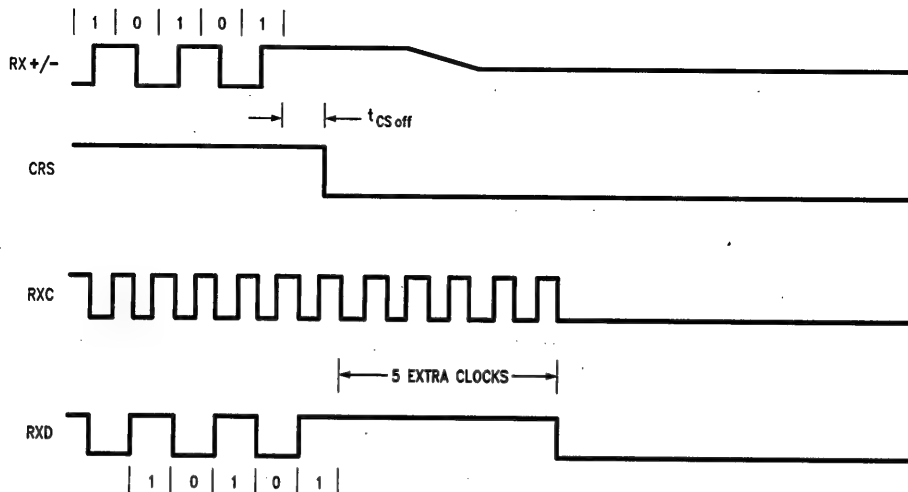 1 0 1 0 1
RX +/-
t CS off
CRS
RXC
5 EXTRA CLOCKS
RXD
1 0 1 0 1